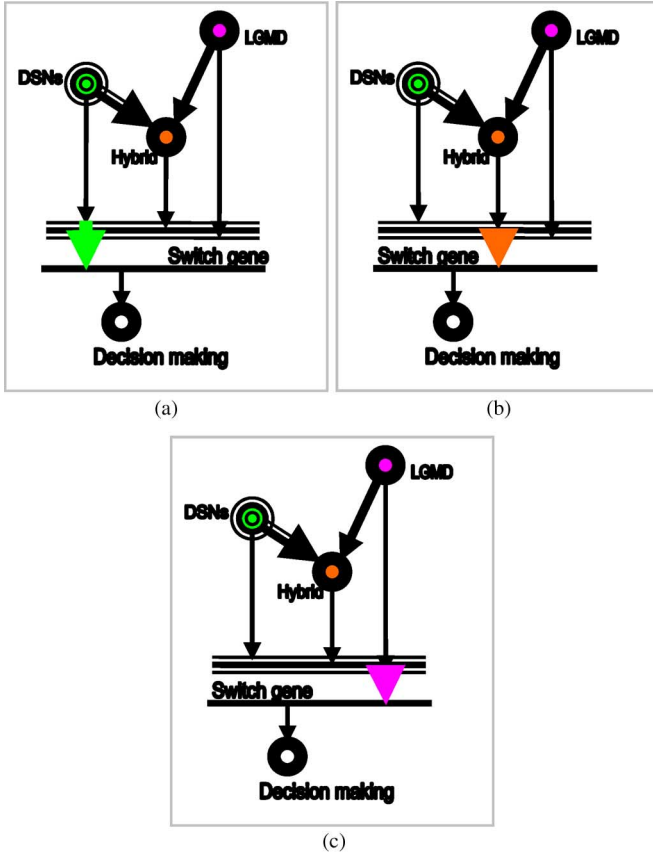 LGMD
DSNs
Hybrid
Switch gene
Decision making
(a)
LGMD
DSNs
Hybrid
Switch gene
Decision making
(b)
LGMD
DSNs
Hybrid
Switch gene
Decision making
(c)